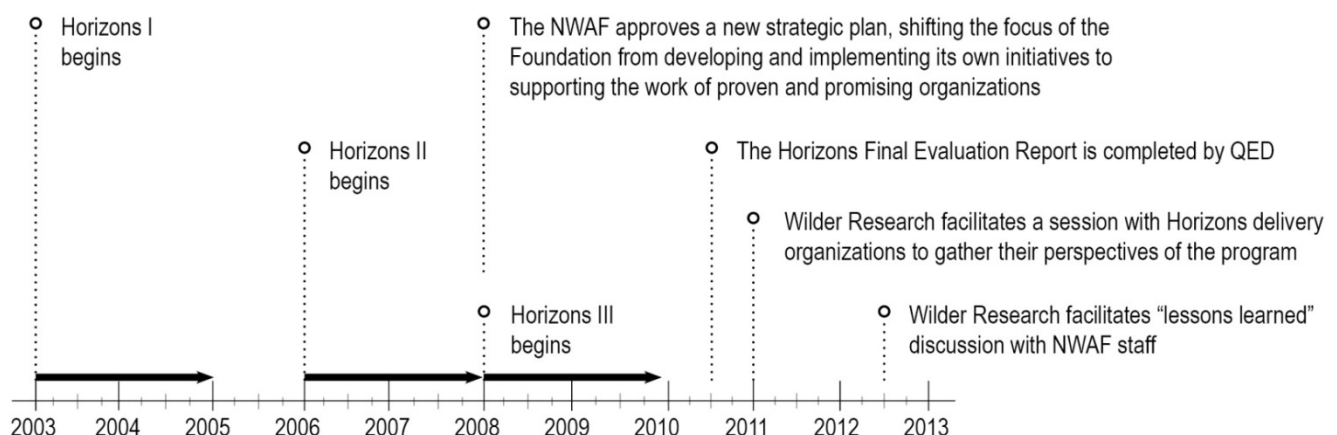 Horizons I
begins
The NWAF approves a new strategic plan, shifting the focus of the
Foundation from developing and implementing its own initiatives to
supporting the work of proven and promising organizations
Horizons II
begins
The Horizons Final Evaluation Report is completed by QED
Wilder Research facilitates a session with Horizons delivery
organizations to gather their perspectives of the program
Horizons III
begins
Wilder Research facilitates “lessons learned”
discussion with NWAF staff
2003 2004 2005 2006 2007 2008 2009 2010 2011 2012 2013